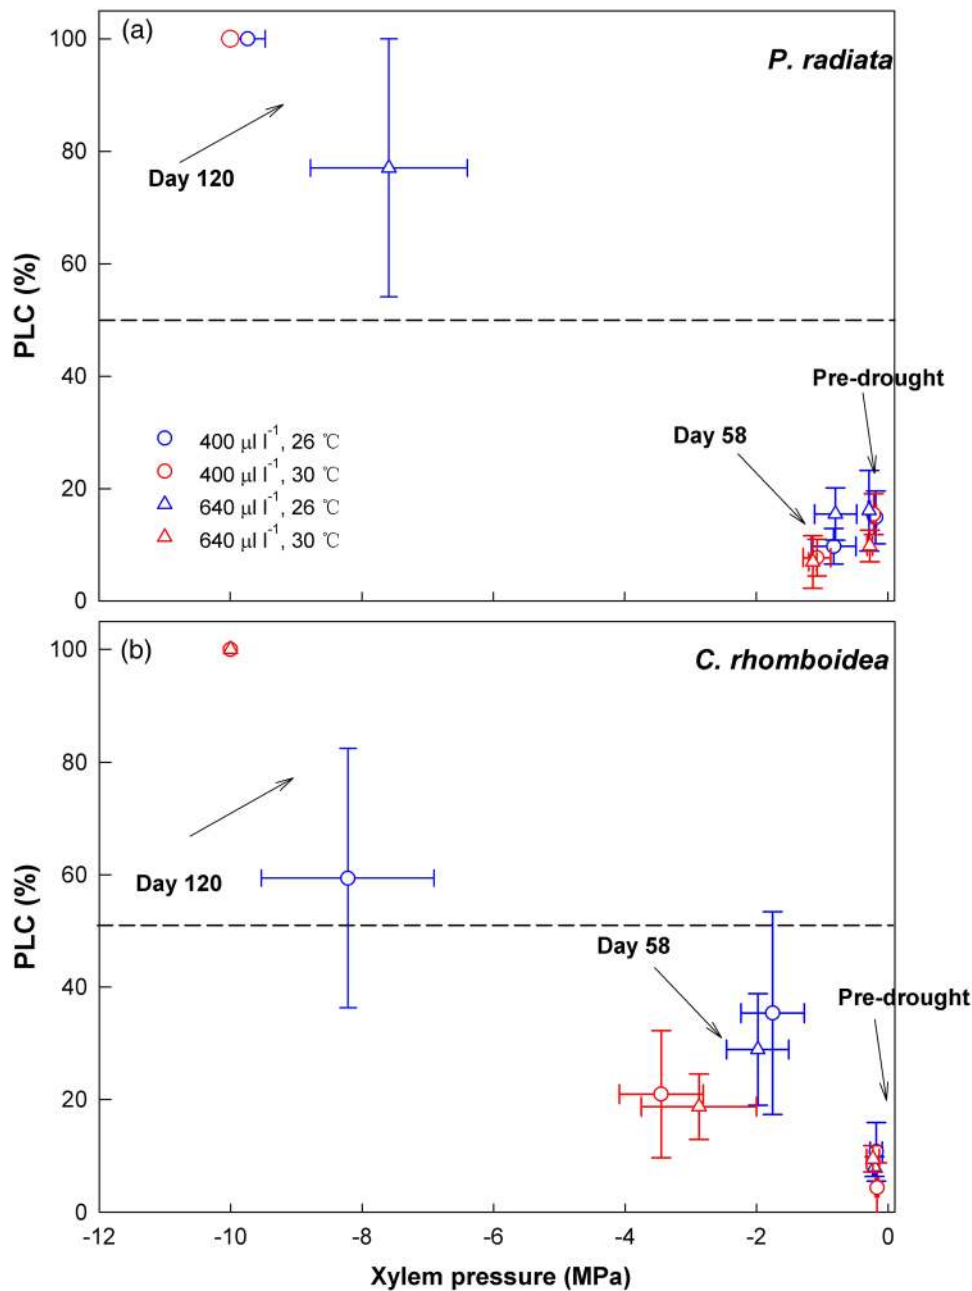 (a)
P. radiata
100
Day 120
80
60
PLC (%)
40
Pre-drought
Day 58
400 µl l⁻¹, 26 ℃
400 µl l⁻¹, 30 ℃
640 µl l⁻¹, 26 ℃
640 µl l⁻¹, 30 ℃
20
0
(b)
C. rhomboidea
100
80
Day 120
60
PLC (%)
Day 58
40
Pre-drought
20
0
-12 -10 -8 -6 -4 -2 0
Xylem pressure (MPa)